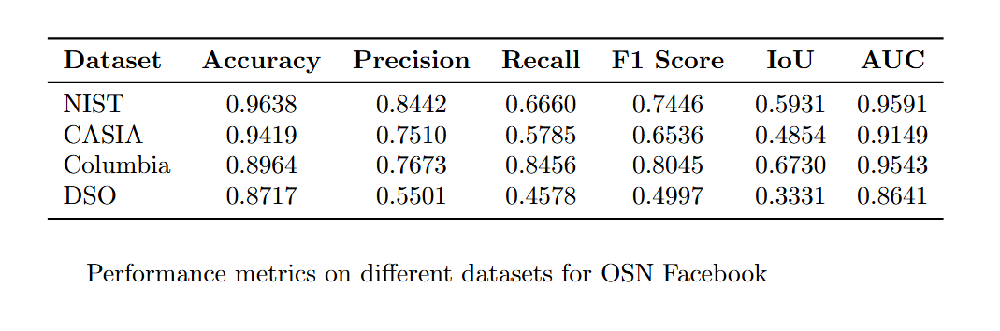 Dataset Accuracy Precision Recall F1 Score IoU AUC
NIST 0.9638 0.8442 0.6660 0.7446 0.5931 0.9591
CASIA 0.9419 0.7510 0.5785 0.6536 0.4854 0.9149
Columbia 0.8964 0.7673 0.8456 0.8045 0.6730 0.9543
DSO 0.8717 0.5501 0.4578 0.4997 0.3331 0.8641
Performance metrics on different datasets for OSN Facebook